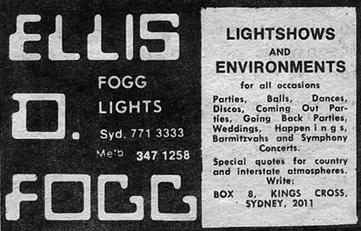 ELLIS
D.
FOGG
FOGG
LIGHTS
Syd. 771 3333
Melb 347 1258
LIGHTSHOWS
AND
ENVIRONMENTS
for all occasions
Parties, Balls, Dances,
Discos, Coming Out Par-
ties, Going Back Parties,
Weddings, Happenings,
Barmitzvahs and Symphony
Concerts.
Special quotes for country
and interstate atmospheres.
Write:
BOX 8, KINGS CROSS,
SYDNEY, 2011